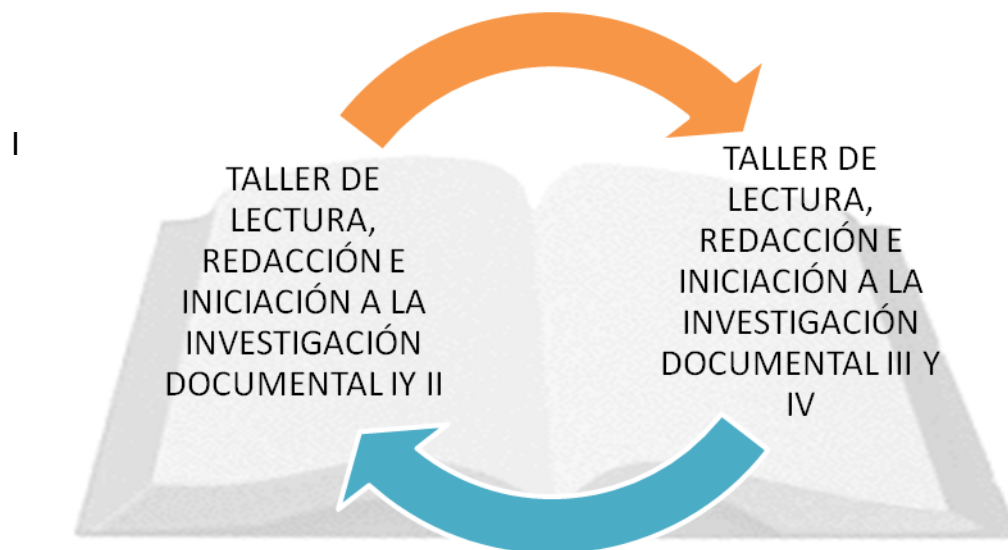 I
TALLER DE
LECTURA,
REDACCIÓN E
INICIACIÓN A LA
INVESTIGACIÓN
DOCUMENTAL IY II
TALLER DE
LECTURA,
REDACCIÓN E
INICIACIÓN A LA
INVESTIGACIÓN
DOCUMENTAL III Y
IV